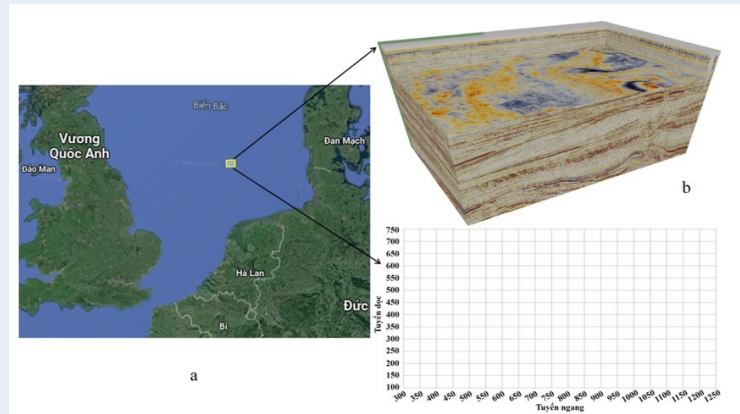 Biển Bắc
Vương
Quốc Anh
Đảo Man
Đan Mạch
Hà Lan
Đức
Bỉ
a
b
750
700
650
600
550
500
450
400
350
300
250
200
150
100
Tuyến dọc
300 350 400 450 500 550 600 650 700 750 800 850 900 950 1000 1050 1100 1150 1200 1250
Tuyến ngang